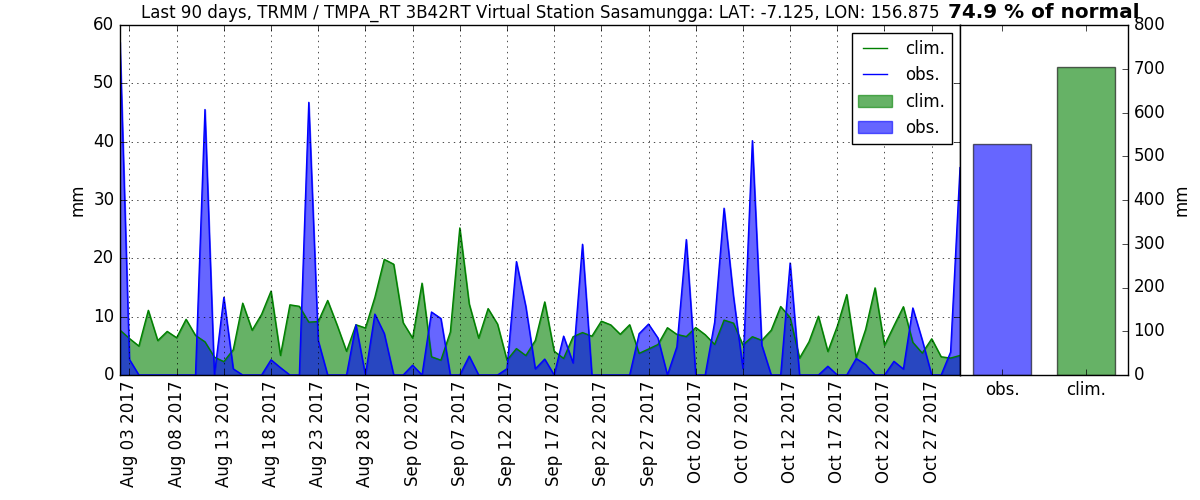 Last 90 days, TRMM / TMPA_RT 3B42RT Virtual Station Sasamungga: LAT: -7.125, LON: 156.875 74.9 % of normal
60
50
40
30
20
10
0
mm
clim.
obs.
clim.
obs.
Aug 03 2017
Aug 08 2017
Aug 13 2017
Aug 18 2017
Aug 23 2017
Aug 28 2017
Sep 02 2017
Sep 07 2017
Sep 12 2017
Sep 17 2017
Sep 22 2017
Sep 27 2017
Oct 02 2017
Oct 07 2017
Oct 12 2017
Oct 17 2017
Oct 22 2017
Oct 27 2017
800
700
600
500
400
300
200
100
0
mm
obs. clim.